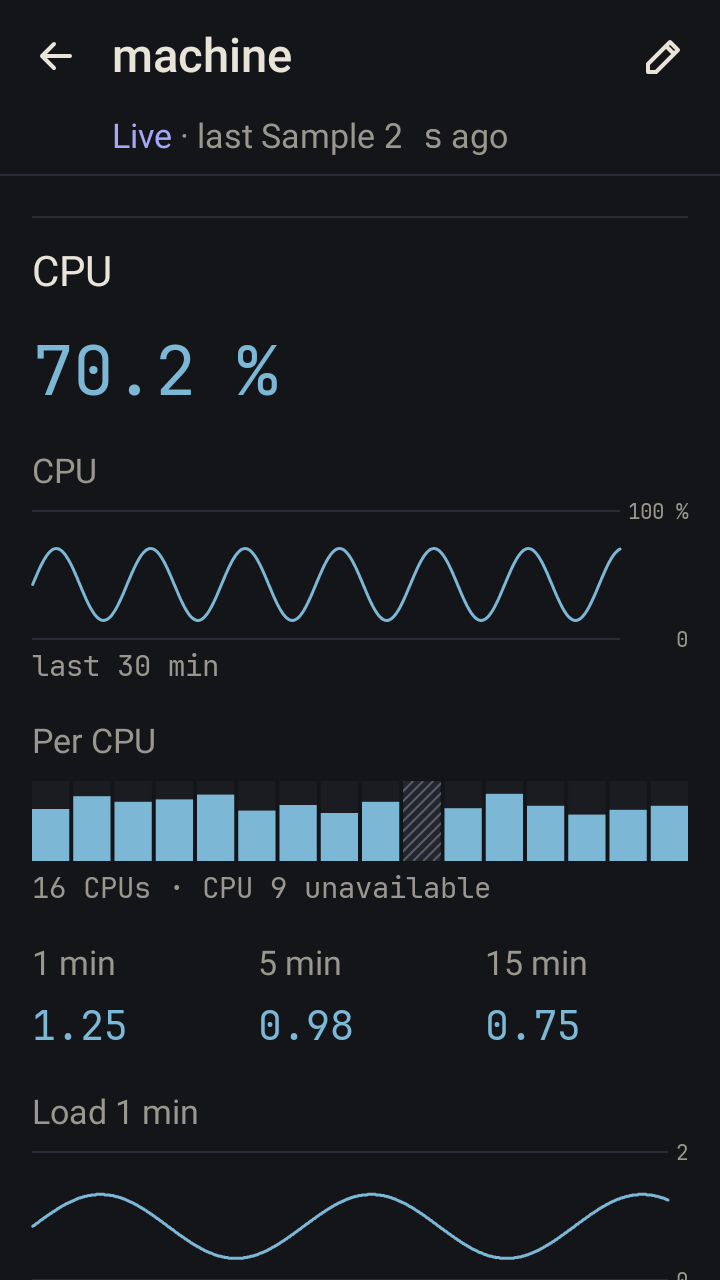 machine
Live · last Sample 2 s ago
CPU
70.2 %
CPU
100 %
0
last 30 min
Per CPU
16 CPUs · CPU 9 unavailable
1 min 5 min 15 min
1.25 0.98 0.75
Load 1 min
2
0